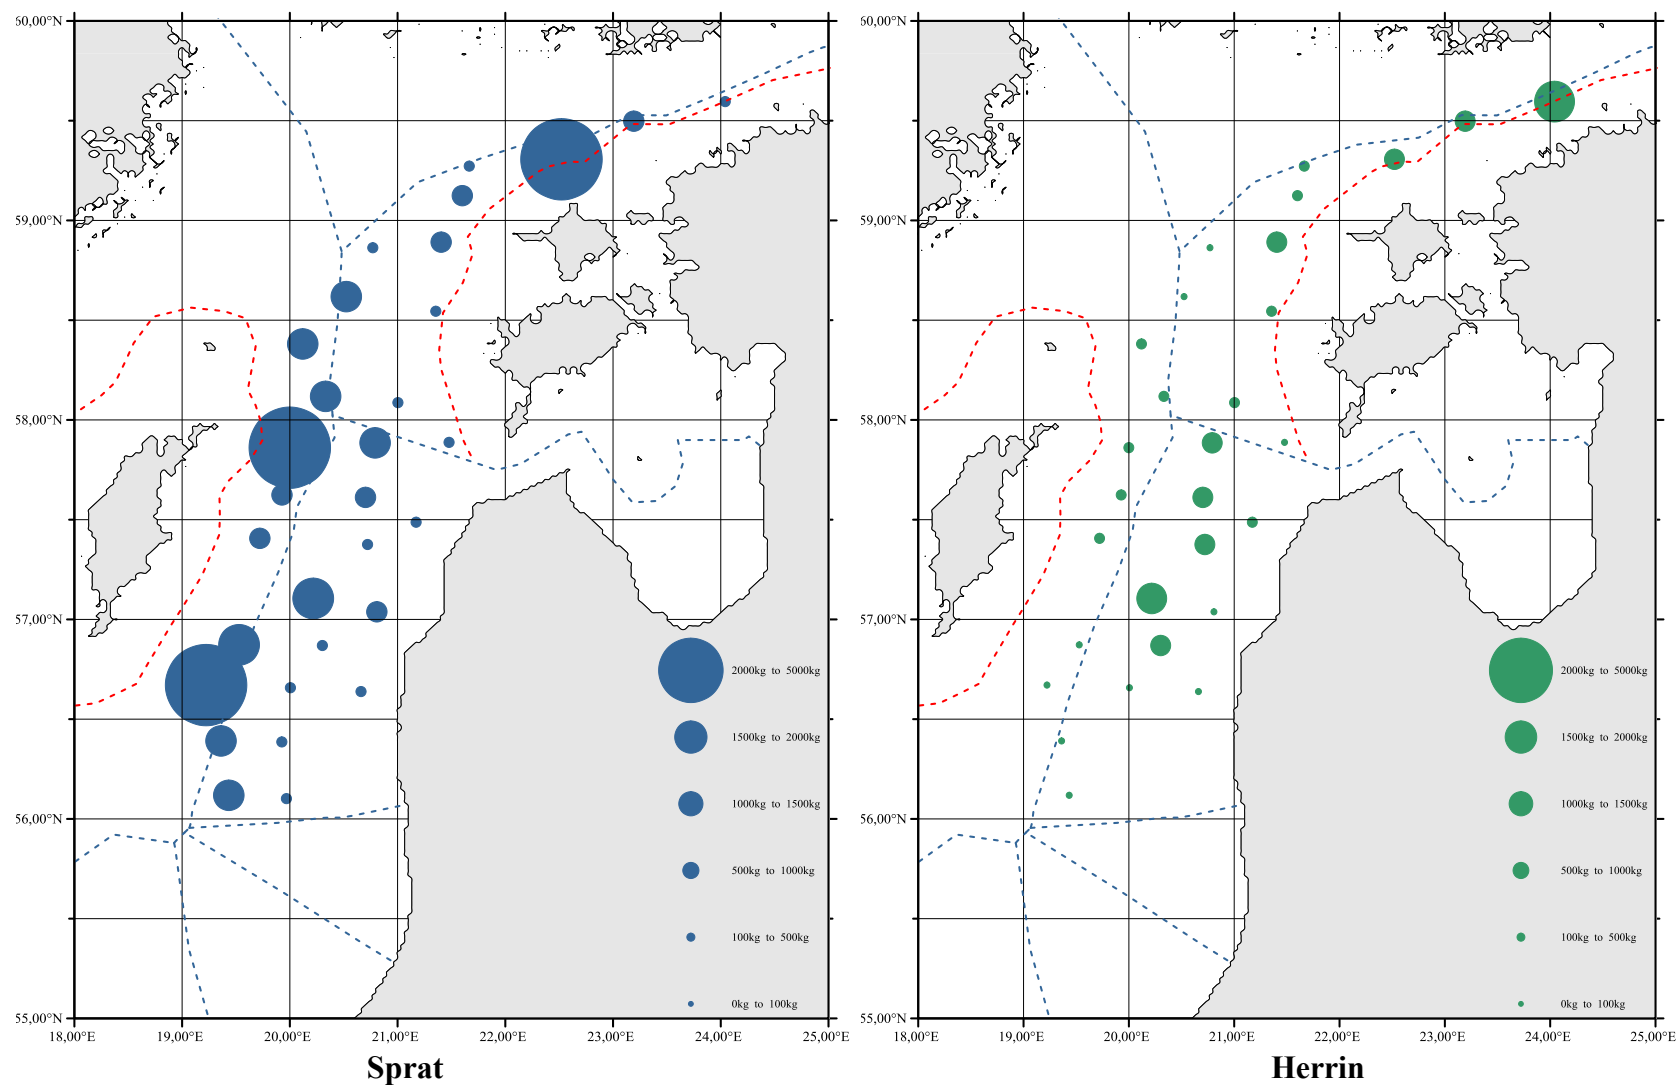 60,00°N
59,00°N
58,00°N
57,00°N
56,00°N
55,00°N
18,00°E 19,00°E 20,00°E 21,00°E 22,00°E 23,00°E 24,00°E 25,00°E
2000kg to 5000kg
1500kg to 2000kg
1000kg to 1500kg
500kg to 1000kg
100kg to 500kg
0kg to 100kg
Sprat
60,00°N
59,00°N
58,00°N
57,00°N
56,00°N
55,00°N
18,00°E 19,00°E 20,00°E 21,00°E 22,00°E 23,00°E 24,00°E 25,00°E
2000kg to 5000kg
1500kg to 2000kg
1000kg to 1500kg
500kg to 1000kg
100kg to 500kg
0kg to 100kg
Herrin